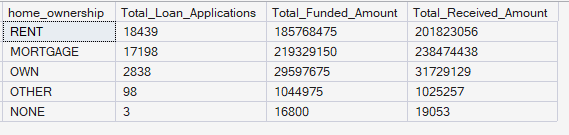 home_ownership Total_Loan_Applications Total_Funded_Amount Total_Received_Amount
RENT 18439 185768475 201823056
MORTGAGE 17198 219329150 238474438
OWN 2838 29597675 31729129
OTHER 98 1044975 1025257
NONE 3 16800 19053